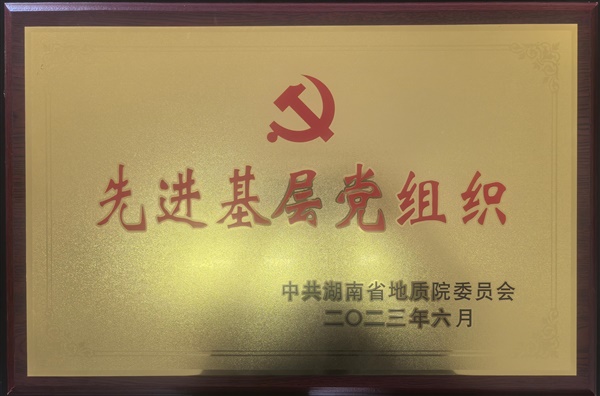 先进基层党组织
中共湖南省地质院委员会
二〇二三年六月